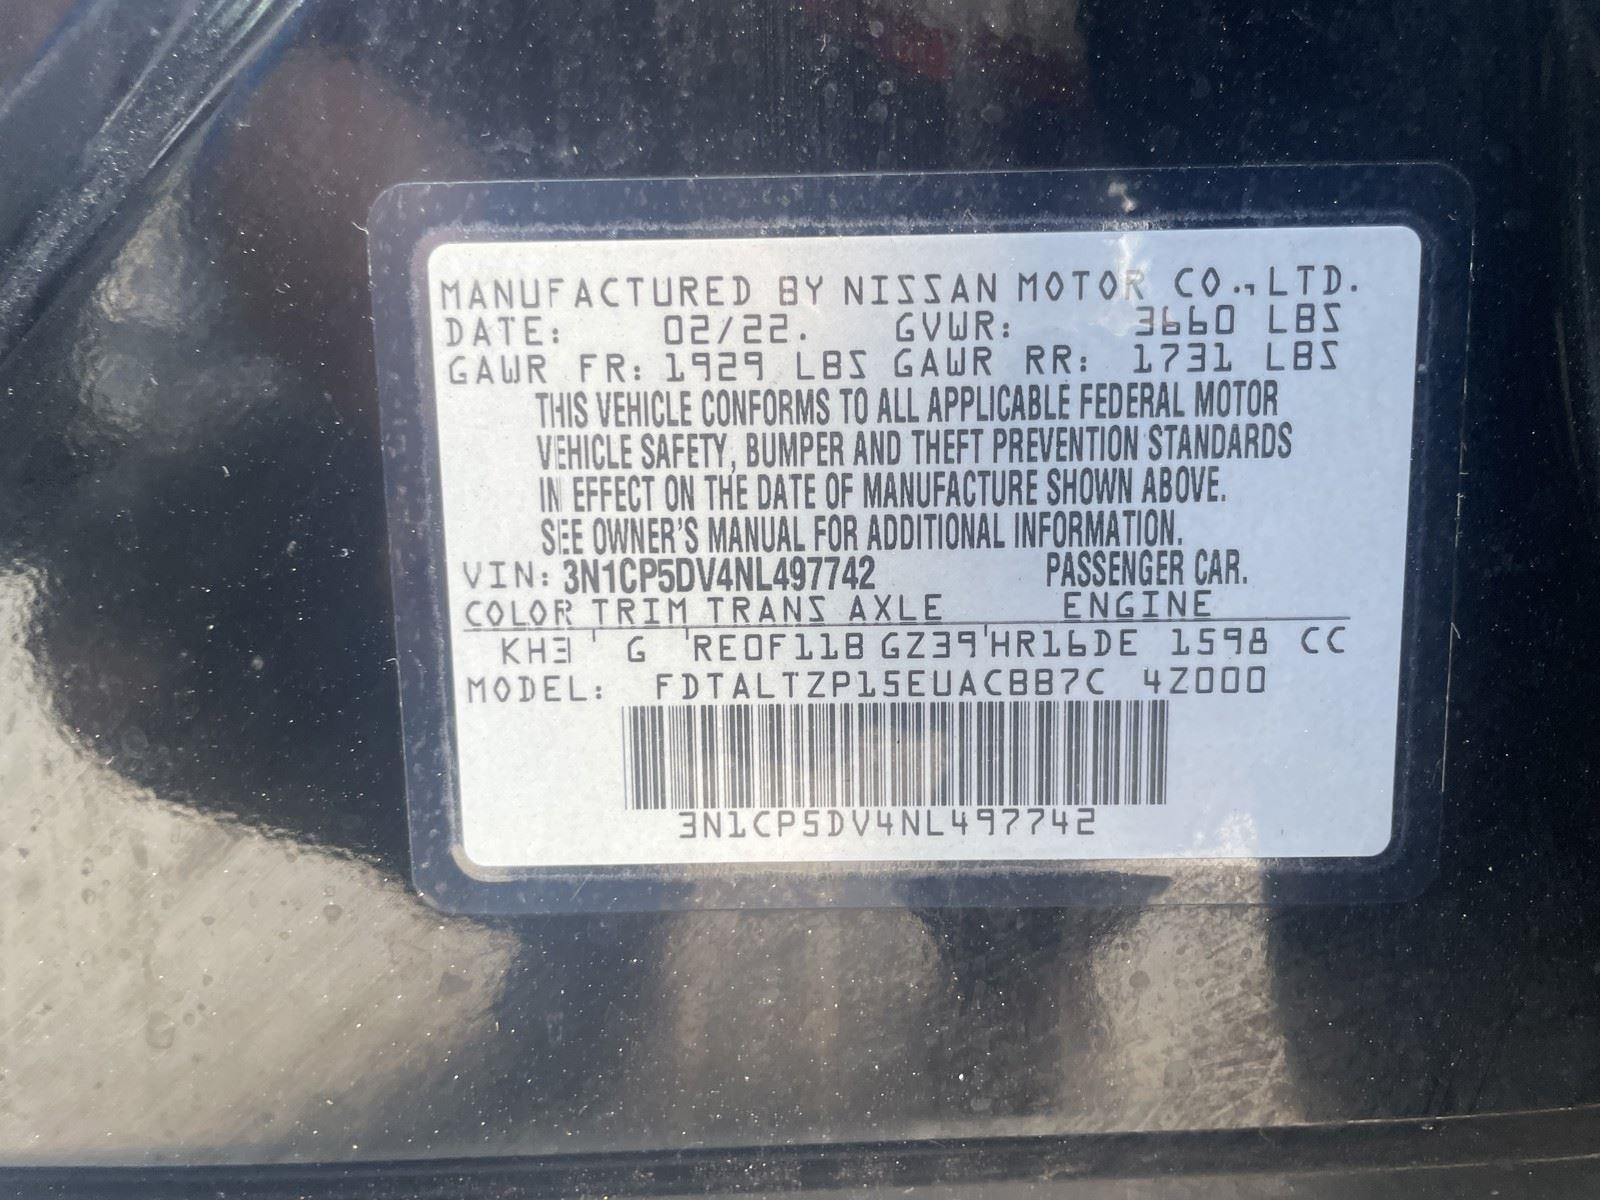 MANUFACTURED BY NISSAN MOTOR CO., LTD.
DATE: 02/22. GVWR: 3660 LBS
GAWR FR: 1929 LBS GAWR RR: 1731 LBS
THIS VEHICLE CONFORMS TO ALL APPLICABLE FEDERAL MOTOR
VEHICLE SAFETY, BUMPER AND THEFT PREVENTION STANDARDS
IN EFFECT ON THE DATE OF MANUFACTURE SHOWN ABOVE.
SEE OWNER'S MANUAL FOR ADDITIONAL INFORMATION.
VIN: 3N1CP5DV4NL497742 PASSENGER CAR.
COLOR TRIM TRANS AXLE ENGINE
KH3 ' G 'RE0F11B GZ39'HR16DE 1598 CC
MODEL: FDTALTZP15EUACBB7C 4Z000
3N1CP5DV4NL497742